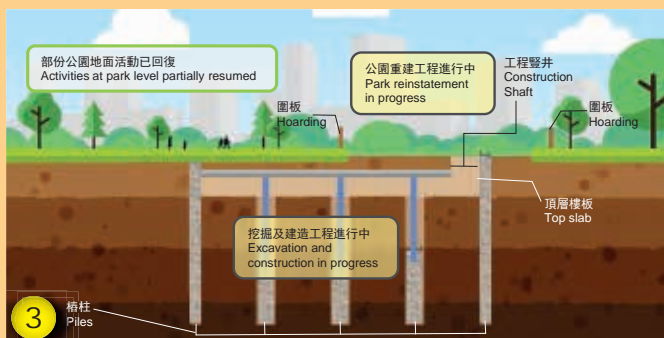 部份公園地面活動已回復
Activities at park level partially resumed
公園重建工程進行中
Park reinstatement
in progress
工程豎井
Construction
Shaft
圍板
Hoarding
圍板
Hoarding
頂層樓板
Top slab
挖掘及建造工程進行中
Excavation and
construction in progress
3
樁柱
Piles